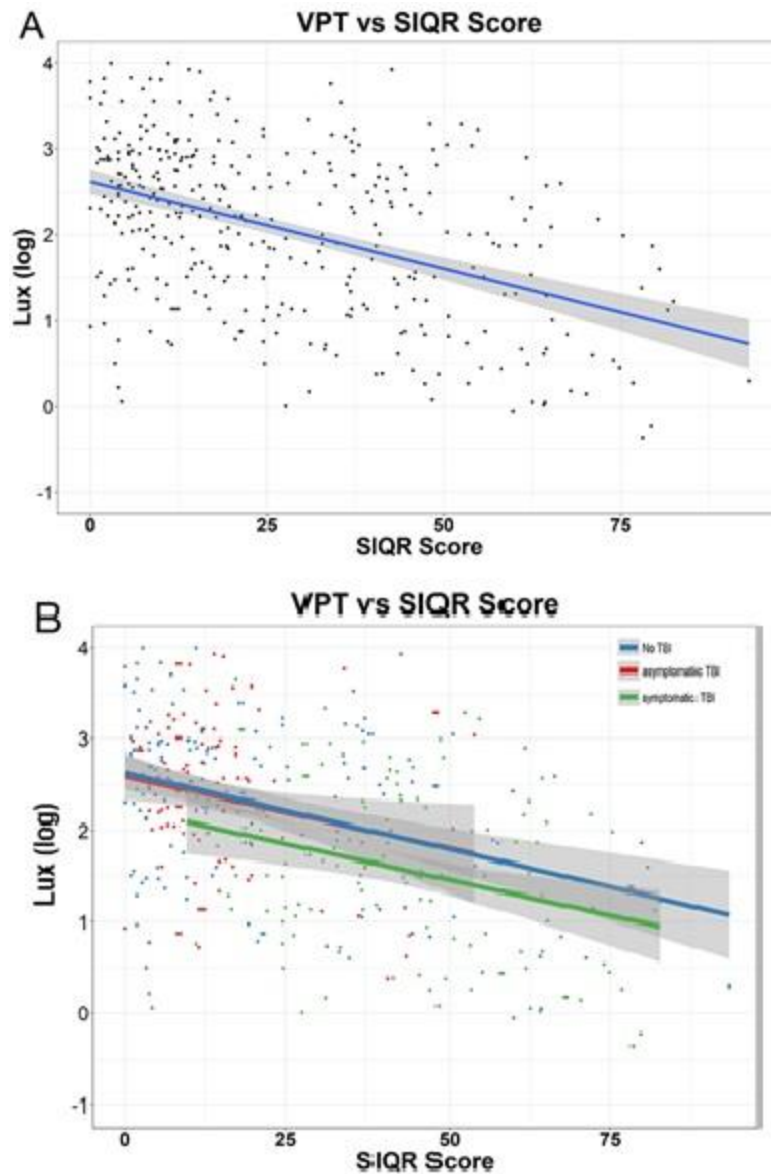 A
VPT vs SIQR Score
4
3
2
1
0
-1
Lux (log)
0 25 50 75
SIQR Score
B
VPT vs SIQR Score
No TBI
asymptomatic TBI
symptomatic TBI
4
3
2
1
0
-1
Lux (log)
0 25 50 75
SIQR Score